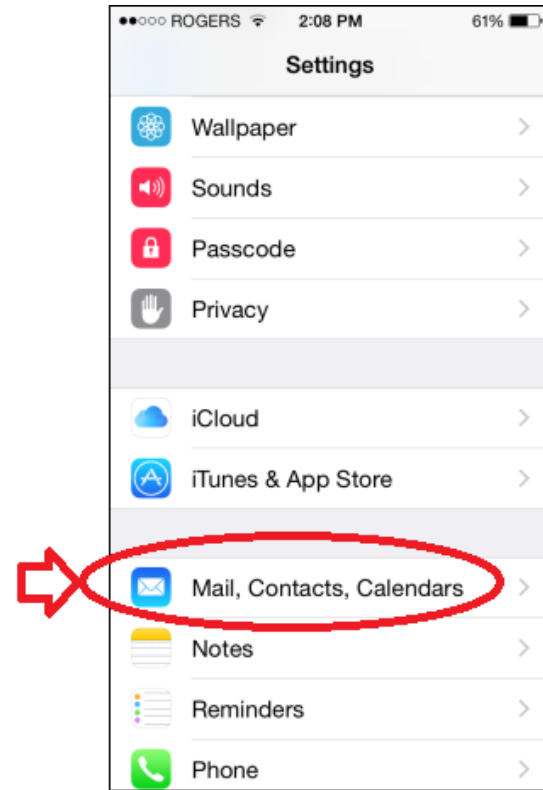 ROGERS 2:08 PM 61%
Settings
Wallpaper
Sounds
Passcode
Privacy
iCloud
iTunes & App Store
Mail, Contacts, Calendars
Notes
Reminders
Phone